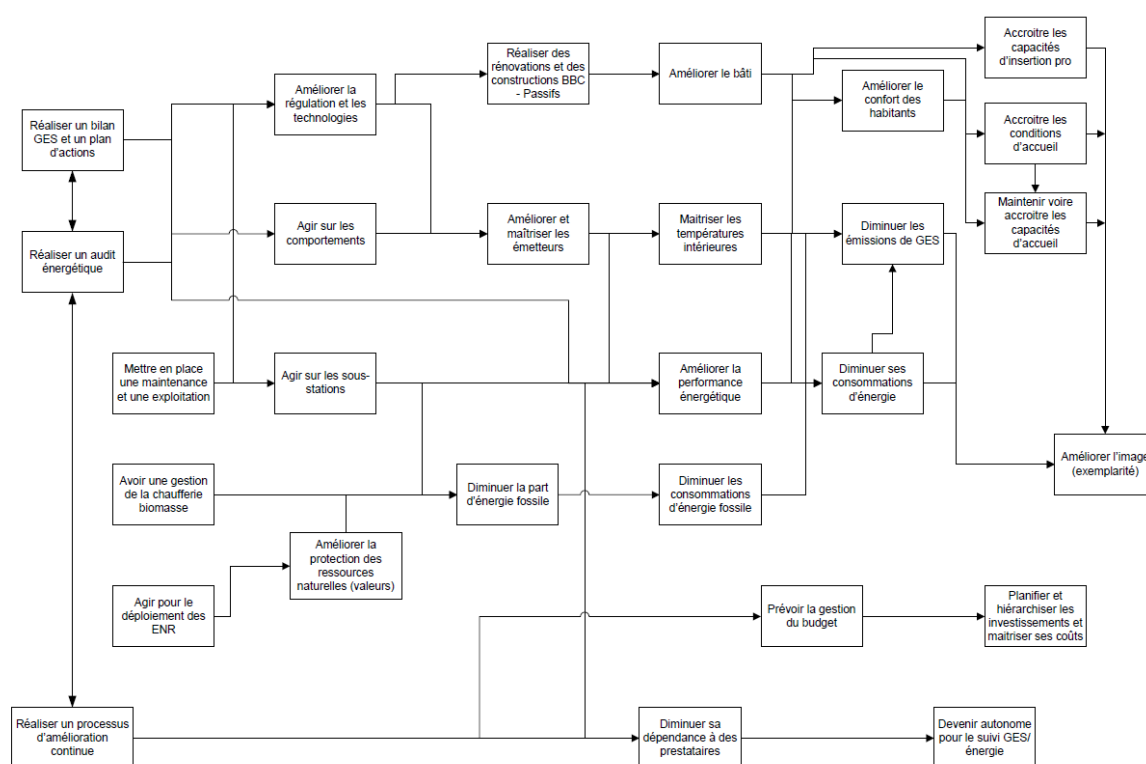 Réaliser des
rénovations et des
constructions BBC
- Passifs
Améliorer le bâti
Accroitre les
capacités
d'insertion pro
Améliorer la
régulation et les
technologies
Améliorer le
confort des
habitants
Réaliser un bilan
GES et un plan
d'actions
Accroitre les
conditions
d'accueil
Agir sur les
comportements
Améliorer et
maîtriser les
émetteurs
Maitriser les
températures
intérieures
Diminuer les
émissions de GES
Maintenir voire
accroitre les
capacités
d'accueil
Réaliser un audit
énergétique
Mettre en place
une maintenance
et une exploitation
Agir sur les sous-
stations
Améliorer la
performance
énergétique
Diminuer ses
consommations
d'énergie
Améliorer l'image
(exemplarité)
Avoir une gestion
de la chaufferie
biomasse
Diminuer la part
d'énergie fossile
Diminuer les
consommations
d'énergie fossile
Améliorer la
protection des
ressources
naturelles (valeurs)
Agir pour le
déploiement des
ENR
Prévoir la gestion
du budget
Planifier et
hiérarchiser les
investissements et
maitriser ses coûts
Réaliser un processus
d'amélioration
continue
Diminuer sa
dépendance à des
prestataires
Devenir autonome
pour le suivi GES/
énergie